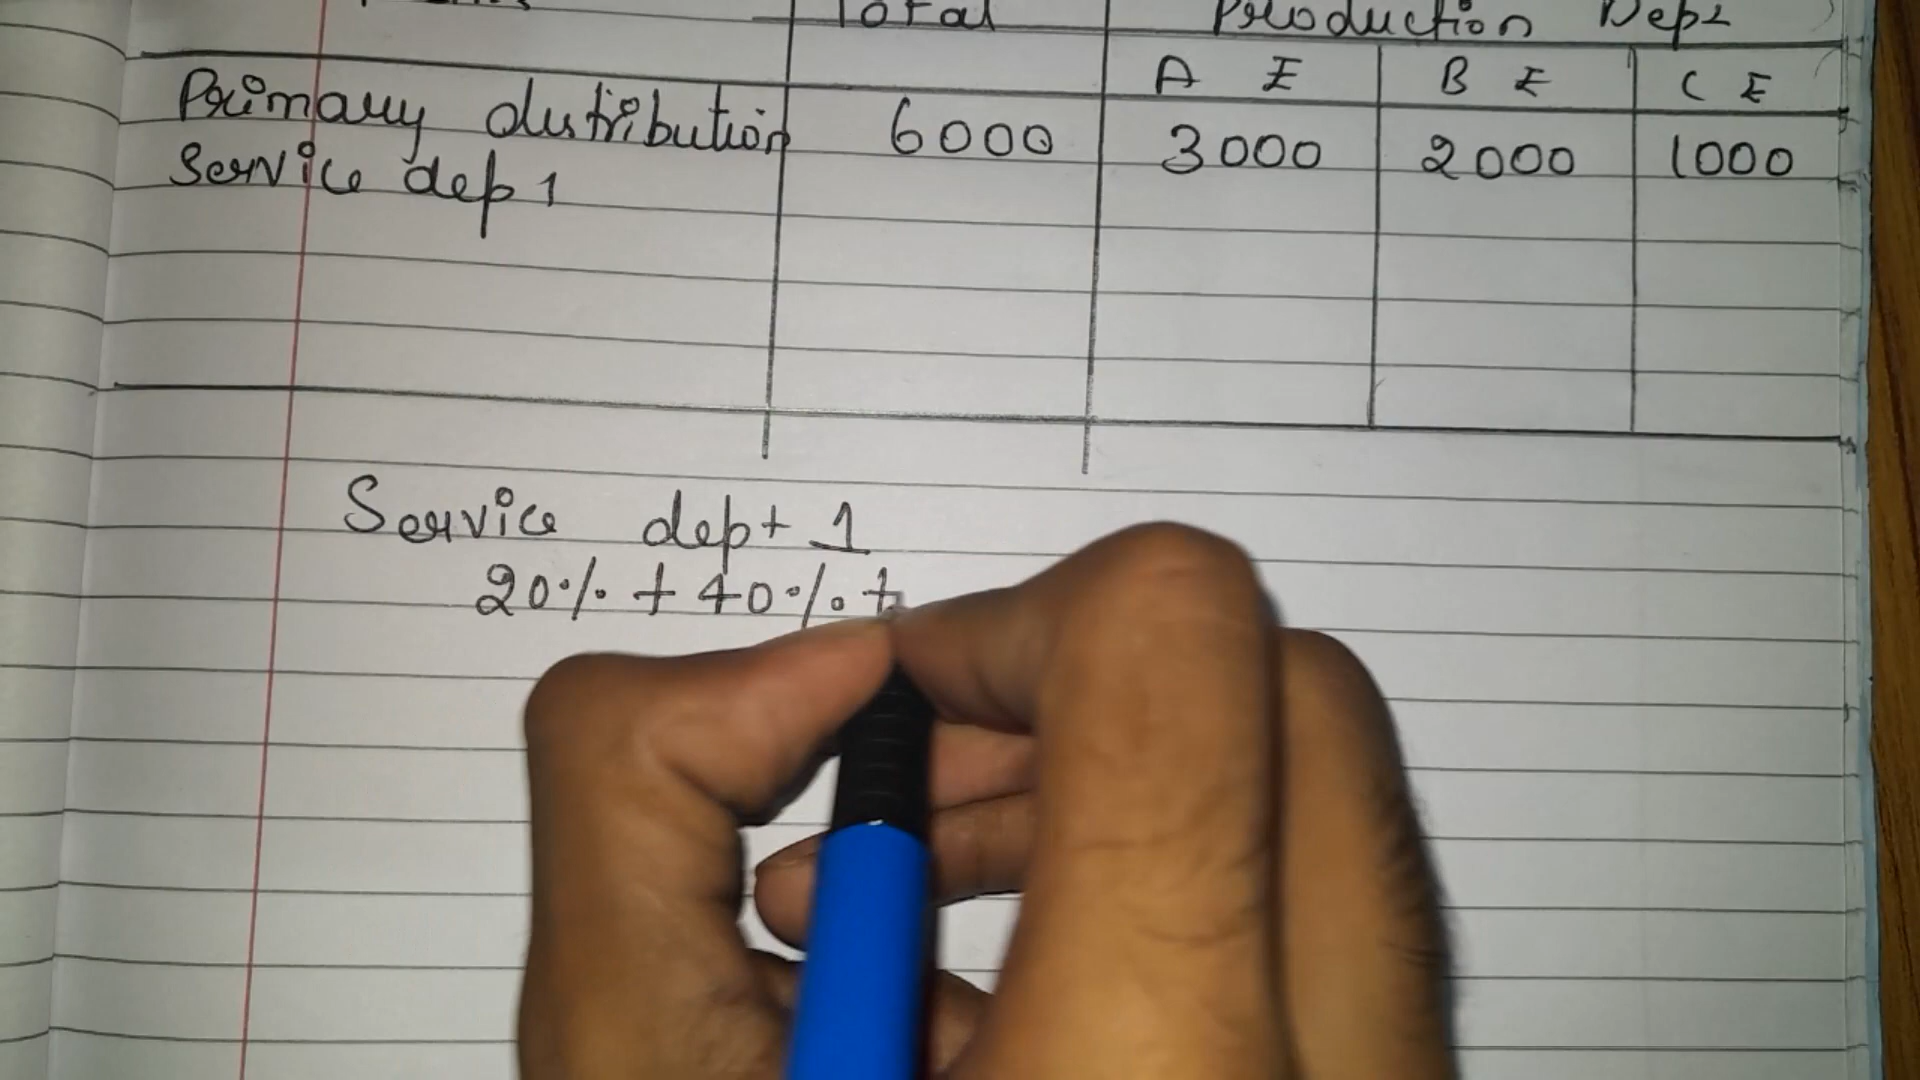 Total Production Dept
A ₹ B ₹ C ₹
Primary distribution 6000 3000 2000 1000
Service dep 1
Service dept 1
20% + 40% +